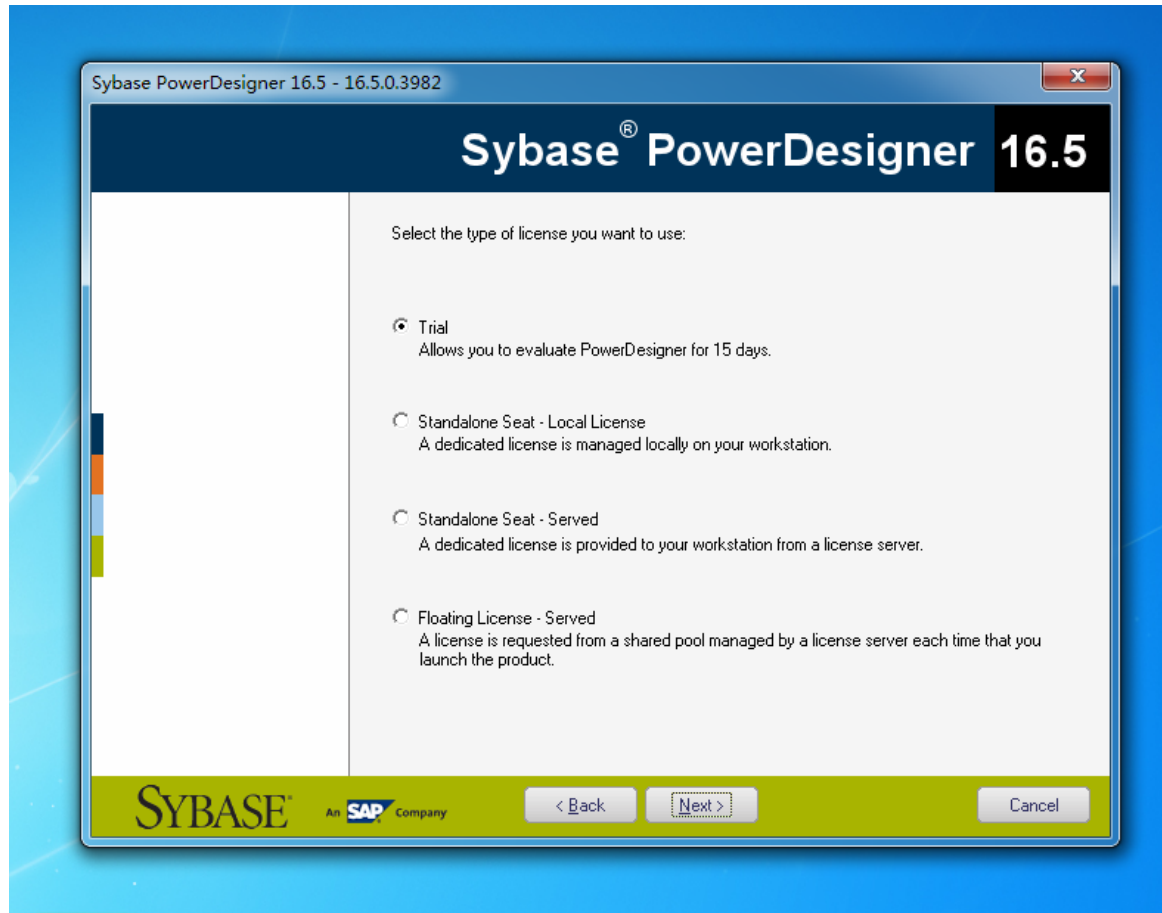 Sybase PowerDesigner 16.5 - 16.5.0.3982
Sybase® PowerDesigner 16.5
Select the type of license you want to use:
Trial
Allows you to evaluate PowerDesigner for 15 days.
Standalone Seat - Local License
A dedicated license is managed locally on your workstation.
Standalone Seat - Served
A dedicated license is provided to your workstation from a license server.
Floating License - Served
A license is requested from a shared pool managed by a license server each time that you
launch the product.
SYBASE® An SAP Company < Back Next > Cancel